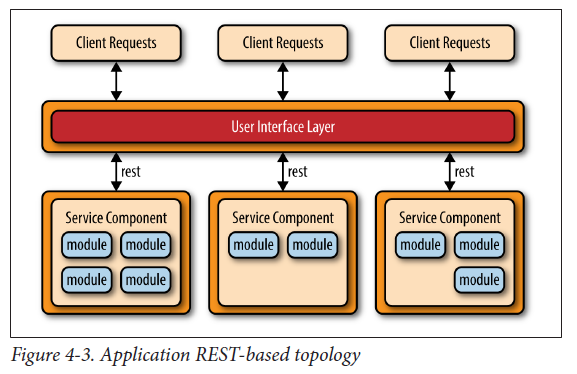 Client Requests
Client Requests
Client Requests
User Interface Layer
rest
rest
rest
Service Component
module module
module module
Service Component
module module
Service Component
module module
module
Figure 4-3. Application REST-based topology